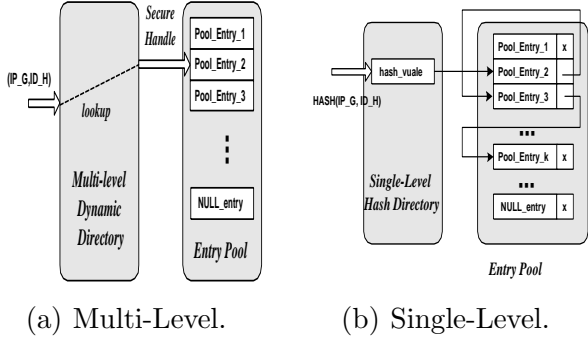 Secure
Handle
(IP_G,ID_H)
lookup
Multi-level
Dynamic
Directory
Pool_Entry_1
Pool_Entry_2
Pool_Entry_3
NULL_entry
Entry Pool
(a) Multi-Level.
hash_vuale
HASH(IP_G, ID_H)
Single-Level
Hash Directory
Pool_Entry_1 x
Pool_Entry_2
Pool_Entry_3
Pool_Entry_k x
NULL_entry x
Entry Pool
(b) Single-Level.